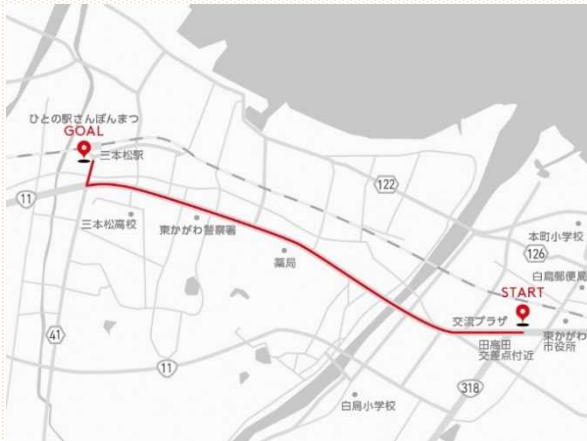 ひとの駅さんぼんまつ
GOAL
三本松駅
11
122
三本松高校
東かがわ警察署
薬局
本町小学校
126
白鳥郵便局
START
交流プラザ
東かがわ
市役所
田高田
交差点付近
41
11
318
白鳥小学校